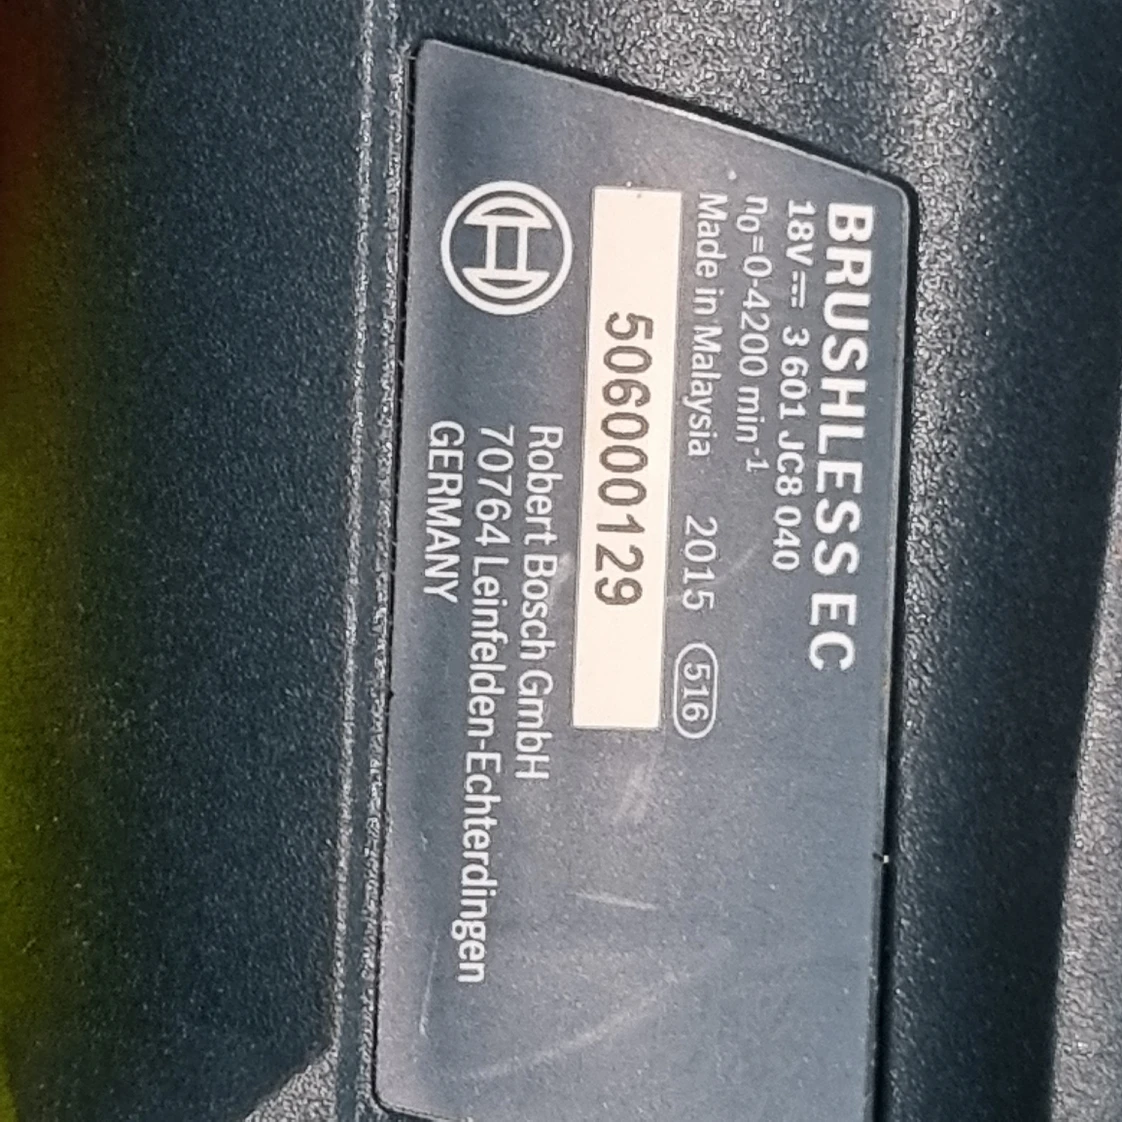 BRUSHLESS EC
18V⎓ 3 601 JC8 040
n₀=0-4200 min⁻¹
Made in Malaysia 2015 516
506000129
Robert Bosch GmbH
70764 Leinfelden-Echterdingen
GERMANY